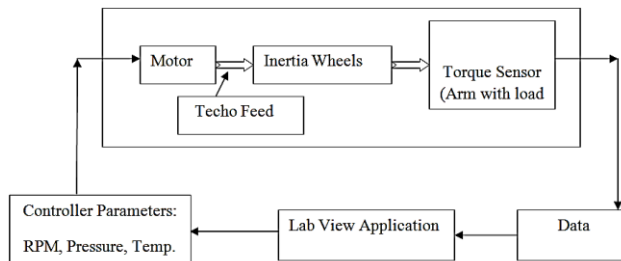 Motor
Inertia Wheels
Torque Sensor
(Arm with load
Techo Feed
Controller Parameters:
RPM, Pressure, Temp.
Lab View Application
Data